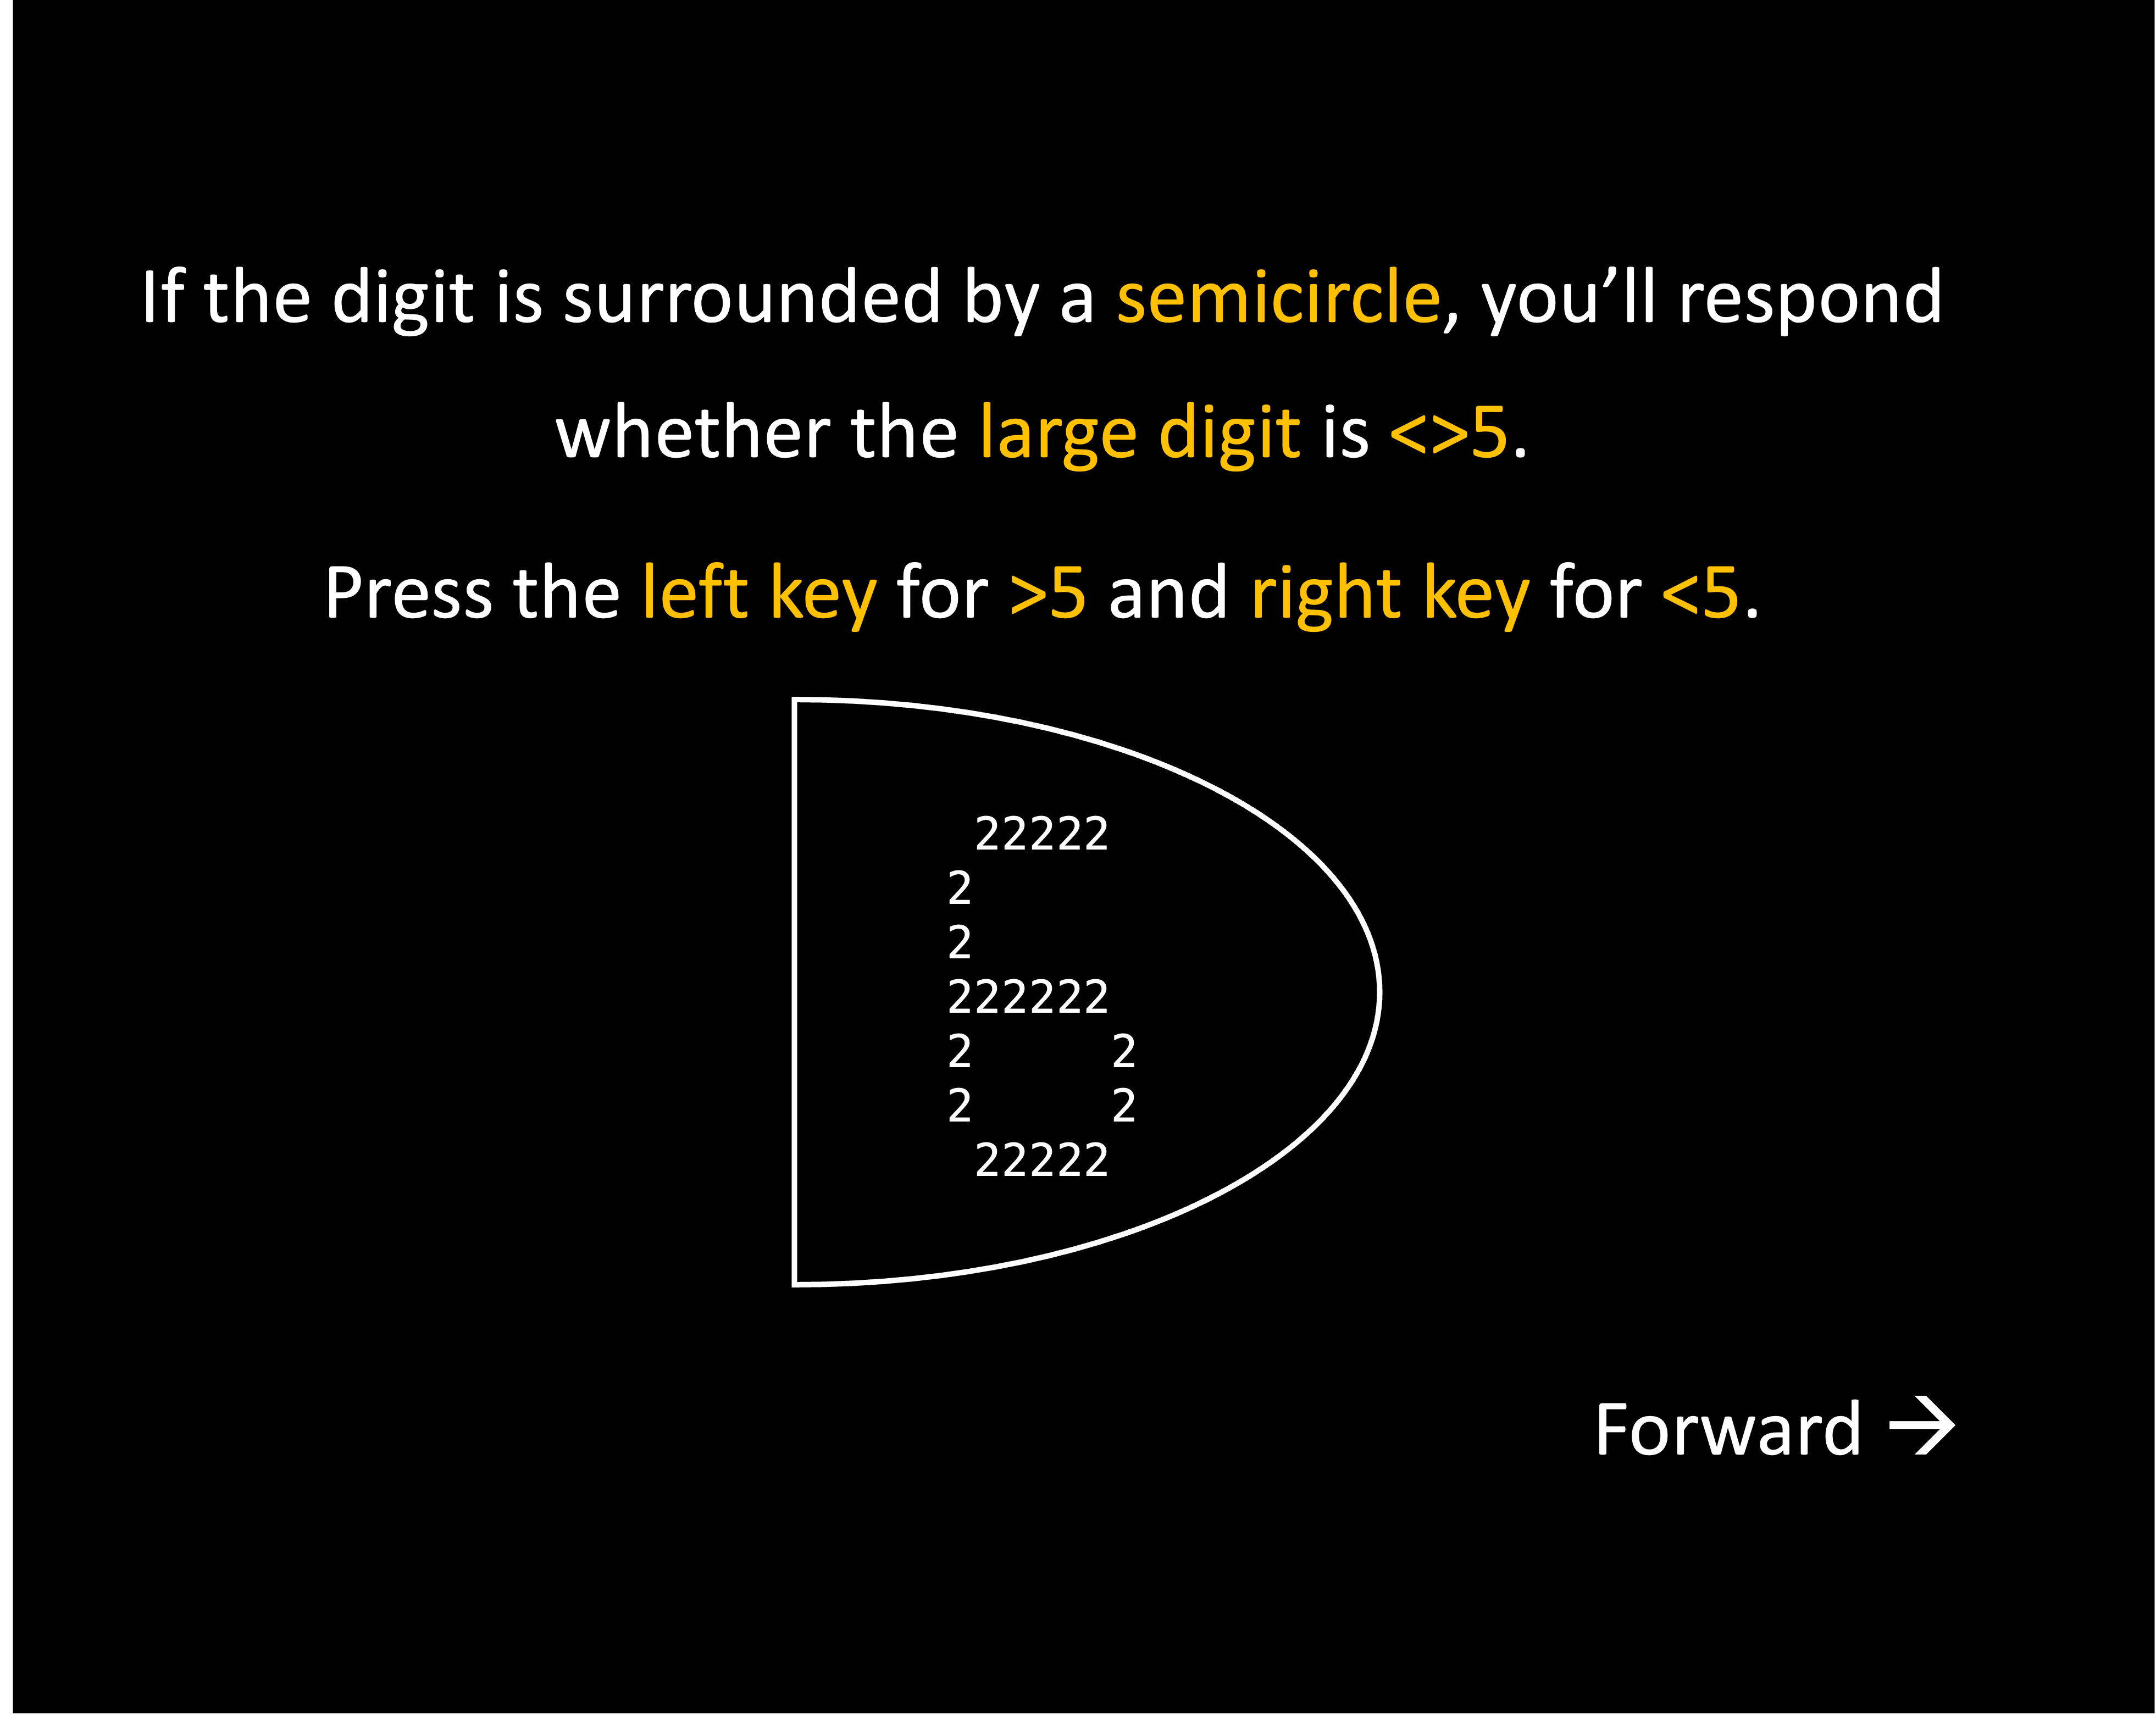 If the digit is surrounded by a semicircle, you’ll respond
whether the large digit is <>5.
Press the left key for >5 and right key for <5.
22222
2
2
222222
2 2
2 2
22222
Forward →